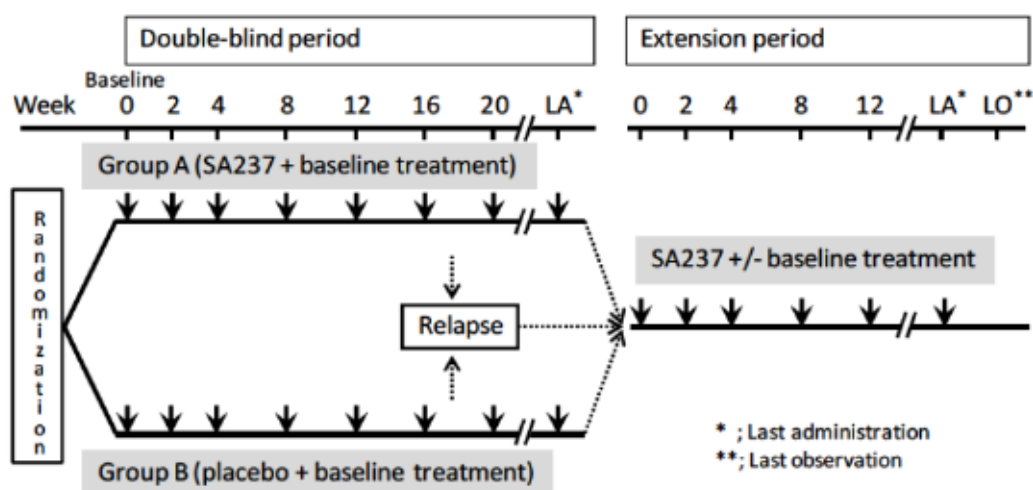 Double-blind period
Extension period
Baseline
Week 0 2 4 8 12 16 20 LA*
0 2 4 8 12 LA* LO**
Group A (SA237 + baseline treatment)
Randomization
SA237 +/- baseline treatment
Relapse
Group B (placebo + baseline treatment)
* ; Last administration
**; Last observation